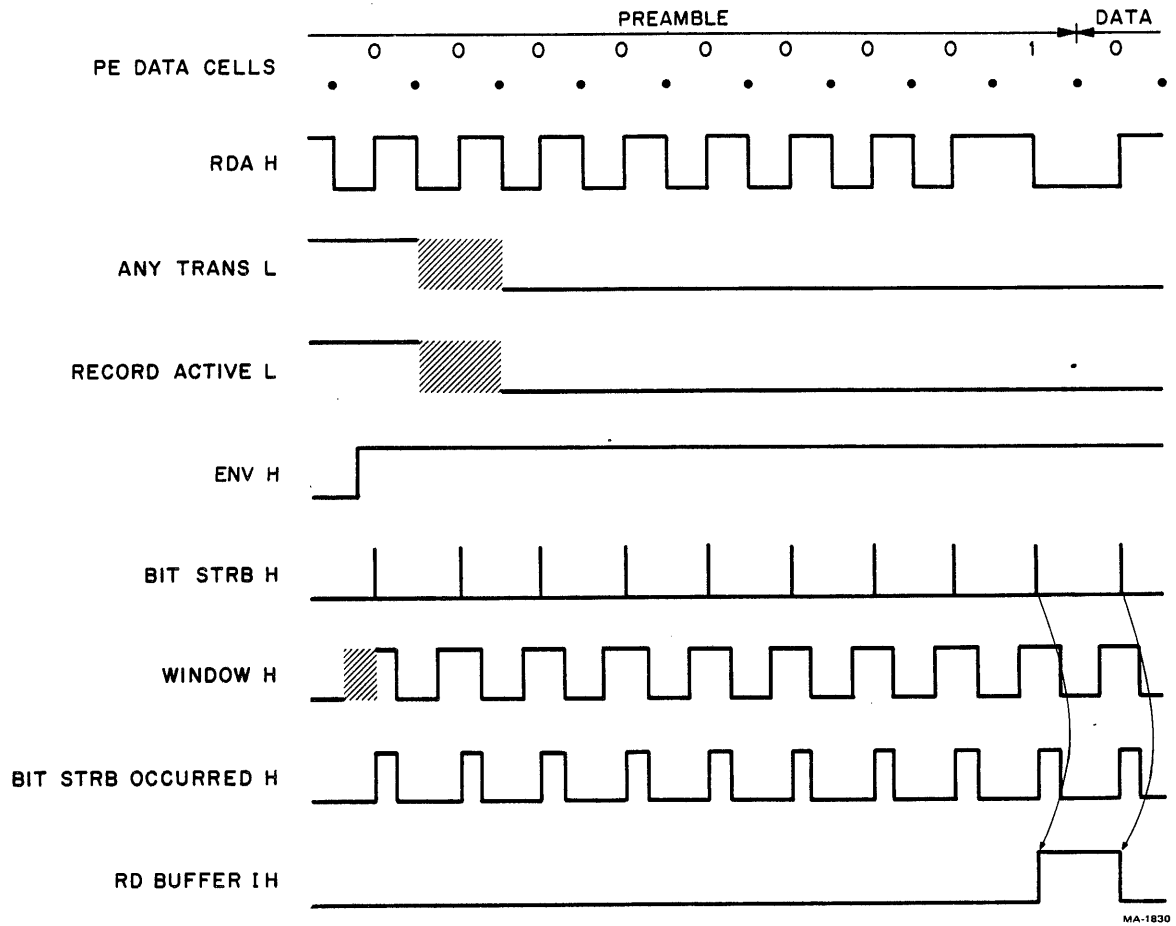 PREAMBLE DATA
PE DATA CELLS 0 0 0 0 0 0 0 0 1 0
RDA H
ANY TRANS L
RECORD ACTIVE L
ENV H
BIT STRB H
WINDOW H
BIT STRB OCCURRED H
RD BUFFER I H
MA-1830